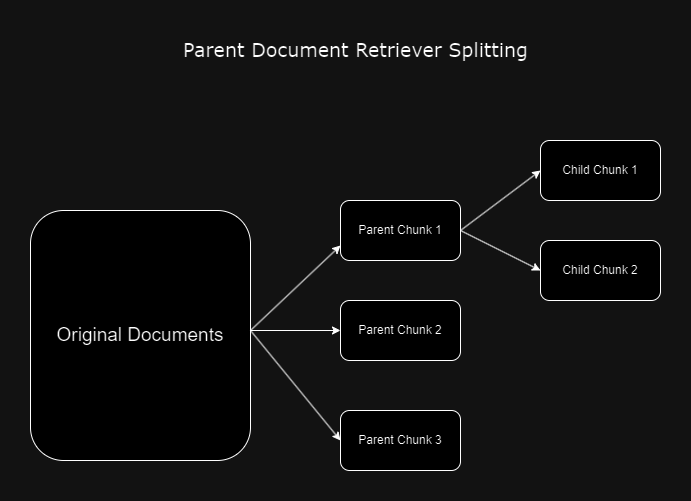 Parent Document Retriever Splitting
Original Documents
Parent Chunk 1
Parent Chunk 2
Parent Chunk 3
Child Chunk 1
Child Chunk 2